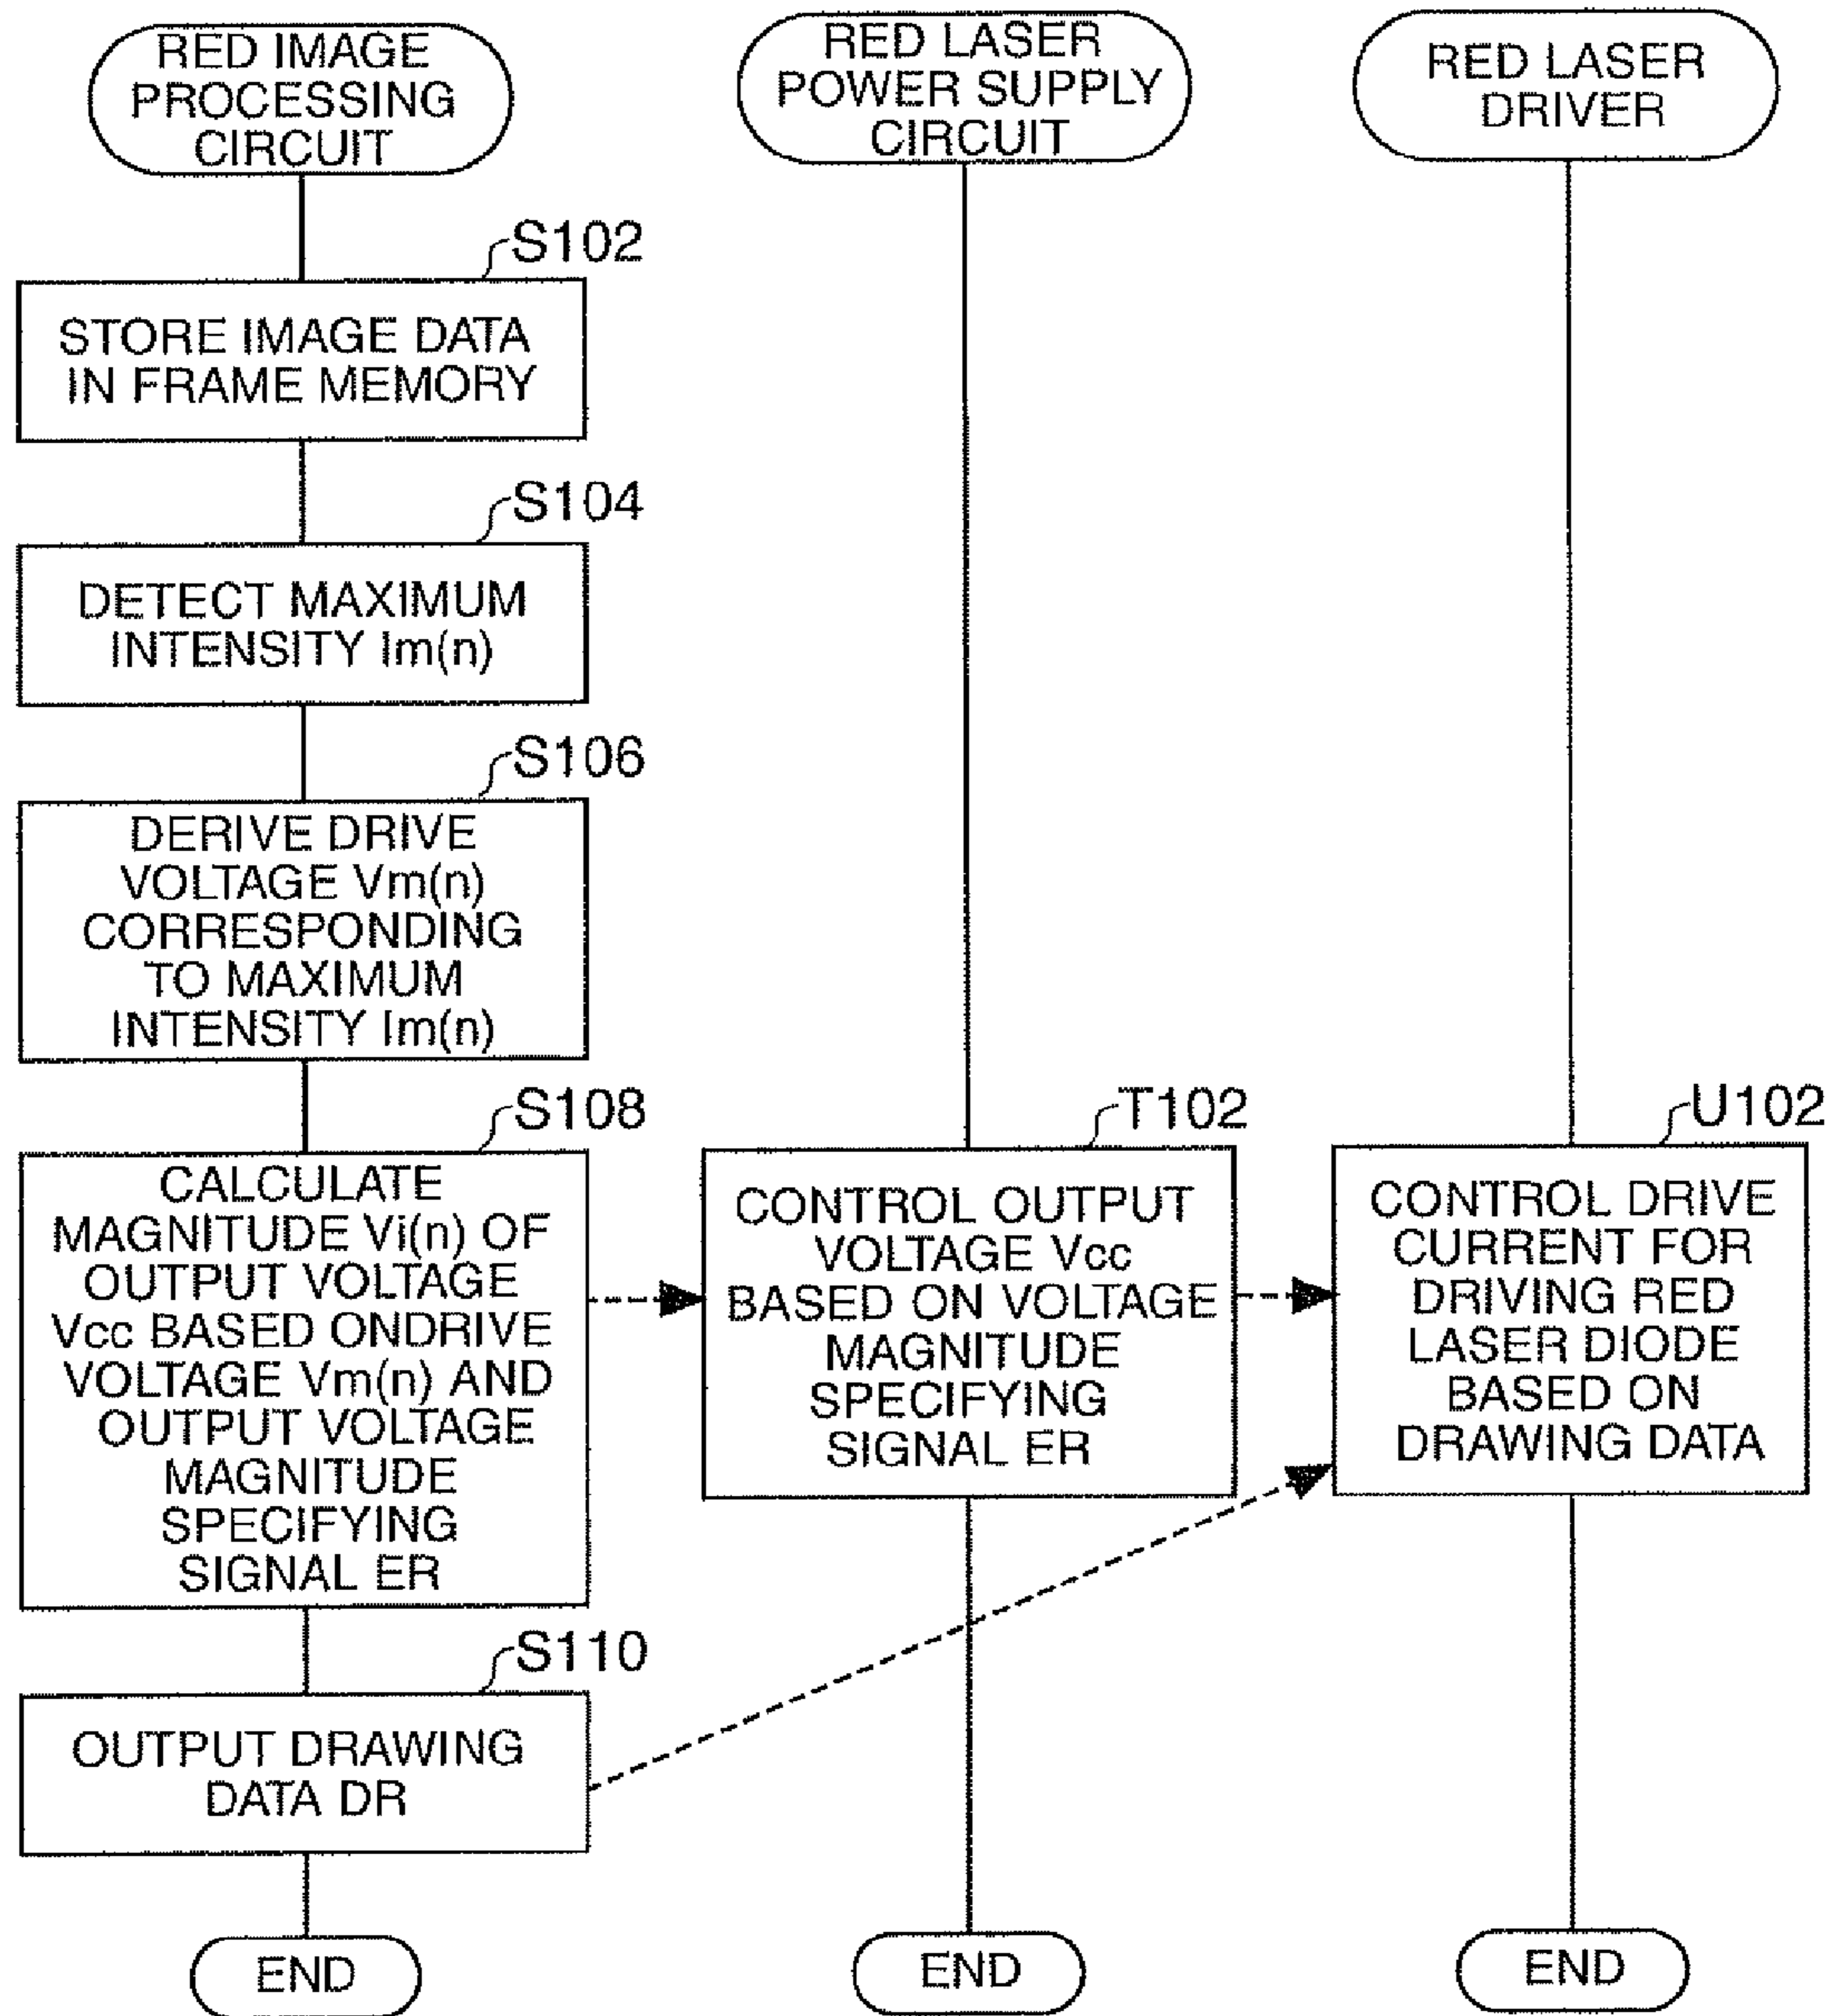 RED IMAGE
PROCESSING
CIRCUIT
S102
STORE IMAGE DATA
IN FRAME MEMORY
S104
DETECT MAXIMUM
INTENSITY Im(n)
S106
DERIVE DRIVE
VOLTAGE Vm(n)
CORRESPONDING
TO MAXIMUM
INTENSITY Im(n)
S108
CALCULATE
MAGNITUDE Vi(n) OF
OUTPUT VOLTAGE
Vcc BASED ONDRIVE
VOLTAGE Vm(n) AND
OUTPUT VOLTAGE
MAGNITUDE
SPECIFYING
SIGNAL ER
S110
OUTPUT DRAWING
DATA DR
END
RED LASER
POWER SUPPLY
CIRCUIT
T102
CONTROL OUTPUT
VOLTAGE Vcc
BASED ON VOLTAGE
MAGNITUDE
SPECIFYING
SIGNAL ER
END
RED LASER
DRIVER
U102
CONTROL DRIVE
CURRENT FOR
DRIVING RED
LASER DIODE
BASED ON
DRAWING DATA
END